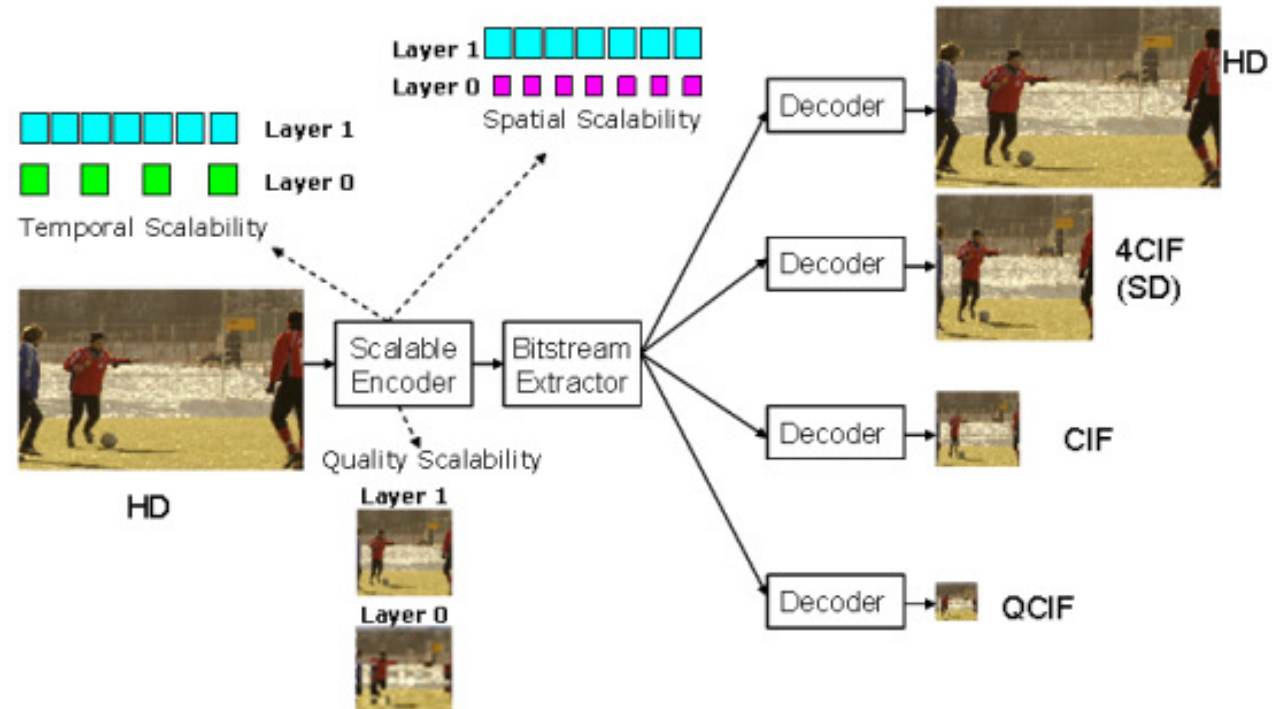 Layer 1
Layer 0
Spatial Scalability
Layer 1
Layer 0
Temporal Scalability
HD
Scalable
Encoder
Bitstream
Extractor
Quality Scalability
Layer 1
Layer 0
Decoder
HD
Decoder
4CIF
(SD)
Decoder
CIF
Decoder
QCIF